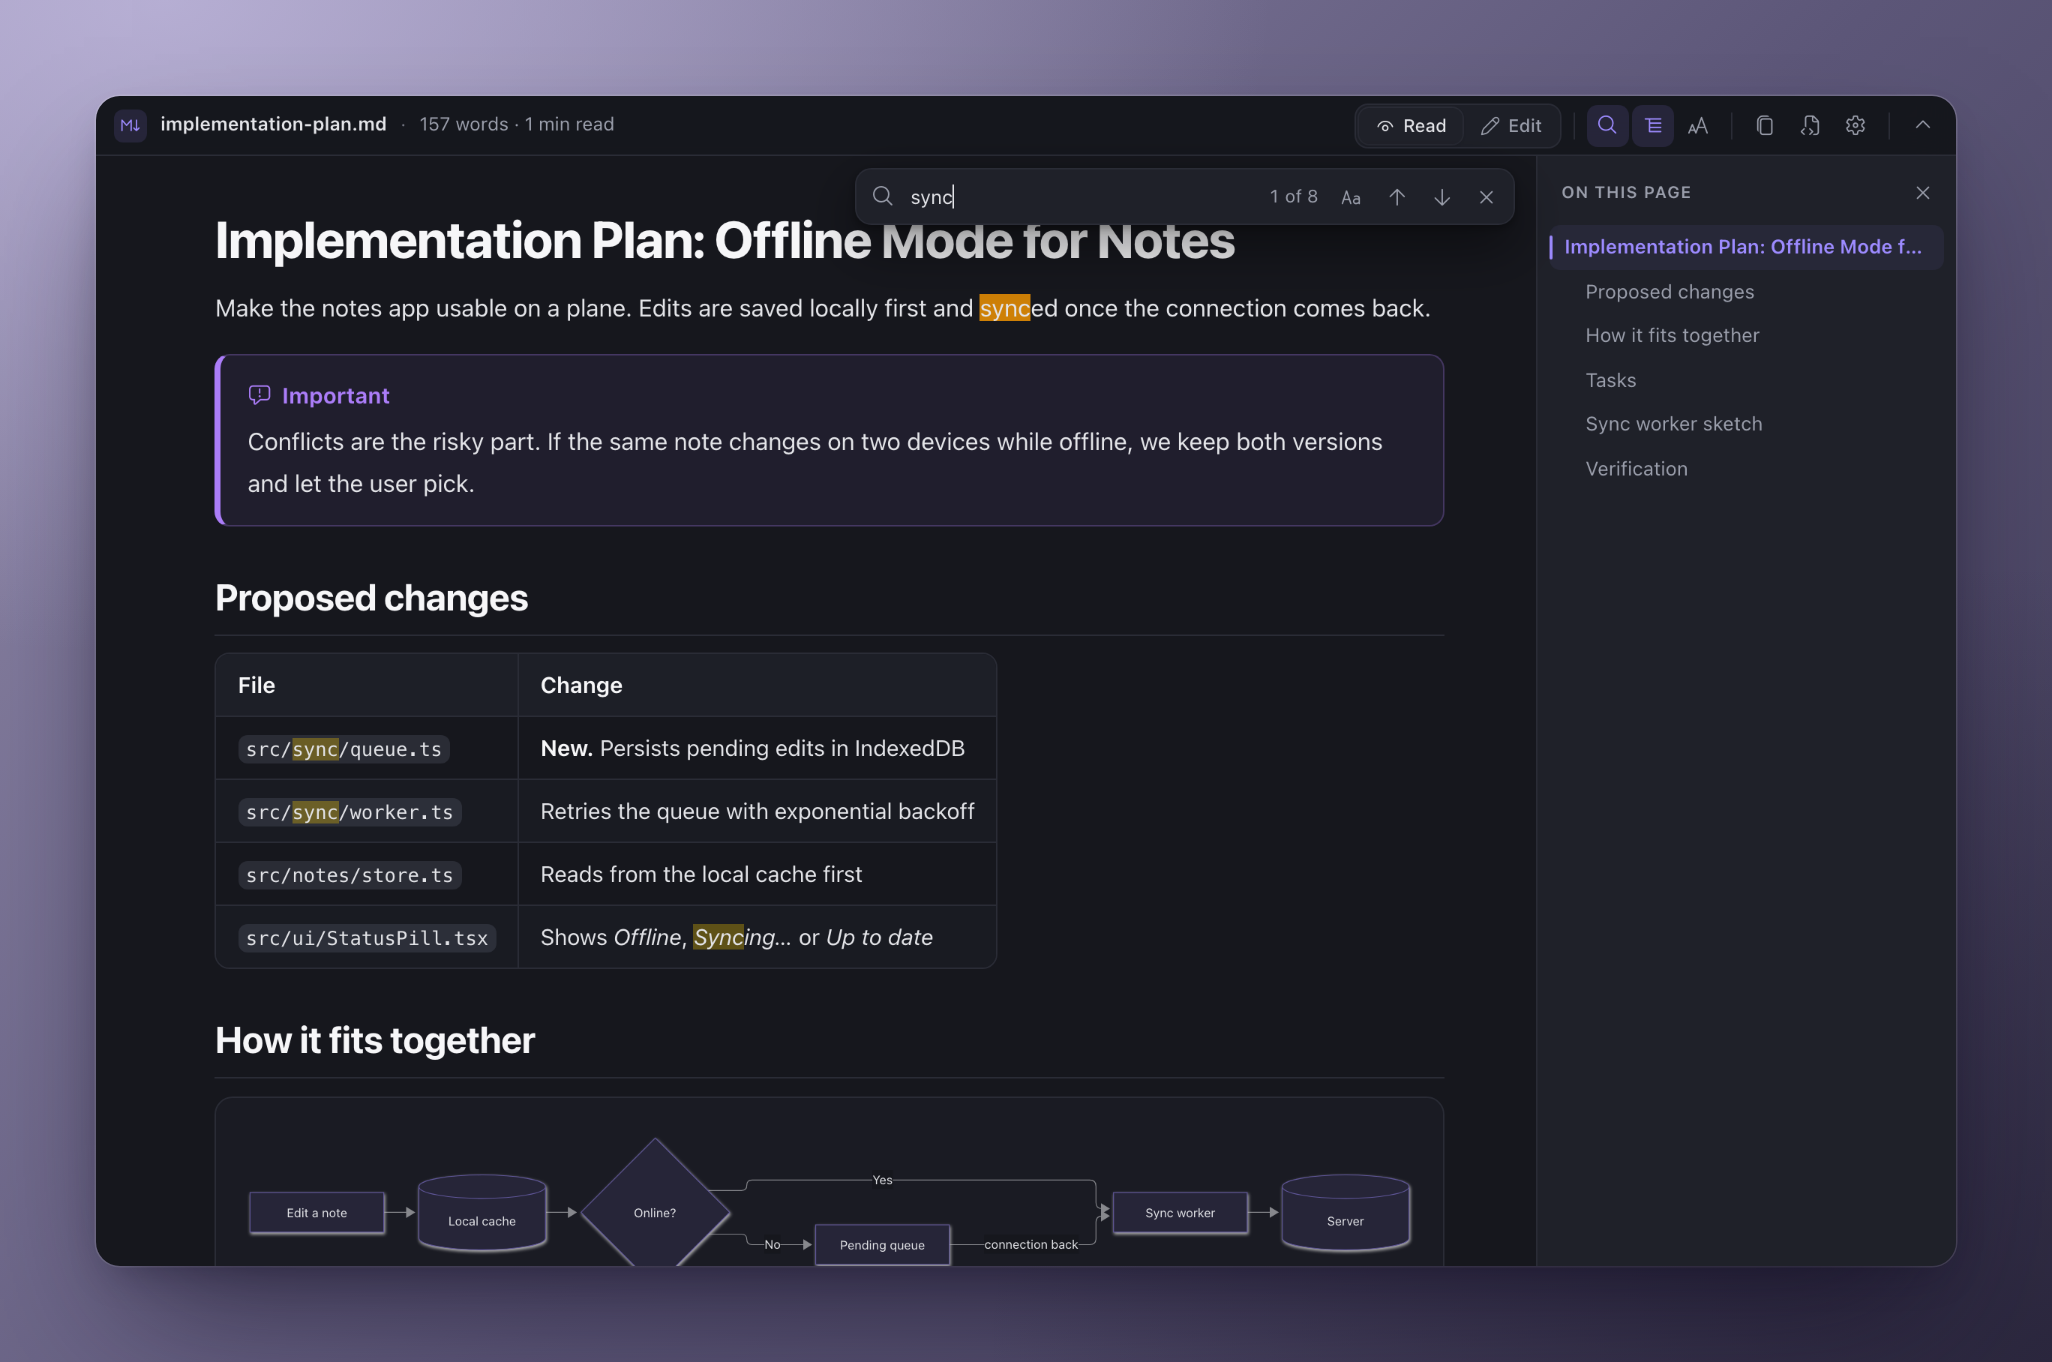 M↓ implementation-plan.md · 157 words · 1 min read
Read Edit
AA
sync 1 of 8 Aa
Implementation Plan: Offline Mode for Notes
Make the notes app usable on a plane. Edits are saved locally first and synced once the connection comes back.
Important
Conflicts are the risky part. If the same note changes on two devices while offline, we keep both versions
and let the user pick.
Proposed changes
File Change
src/sync/queue.ts New. Persists pending edits in IndexedDB
src/sync/worker.ts Retries the queue with exponential backoff
src/notes/store.ts Reads from the local cache first
src/ui/StatusPill.tsx Shows Offline, Syncing… or Up to date
How it fits together
Edit a note
Local cache
Online?
Yes
No
Pending queue
connection back
Sync worker
Server
ON THIS PAGE
Implementation Plan: Offline Mode f…
Proposed changes
How it fits together
Tasks
Sync worker sketch
Verification